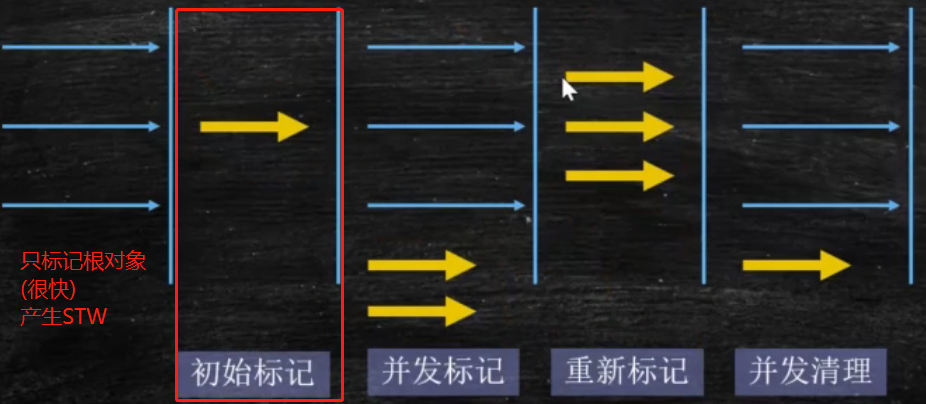 只标记根对象
(很快)
产生STW
初始标记
并发标记
重新标记
并发清理